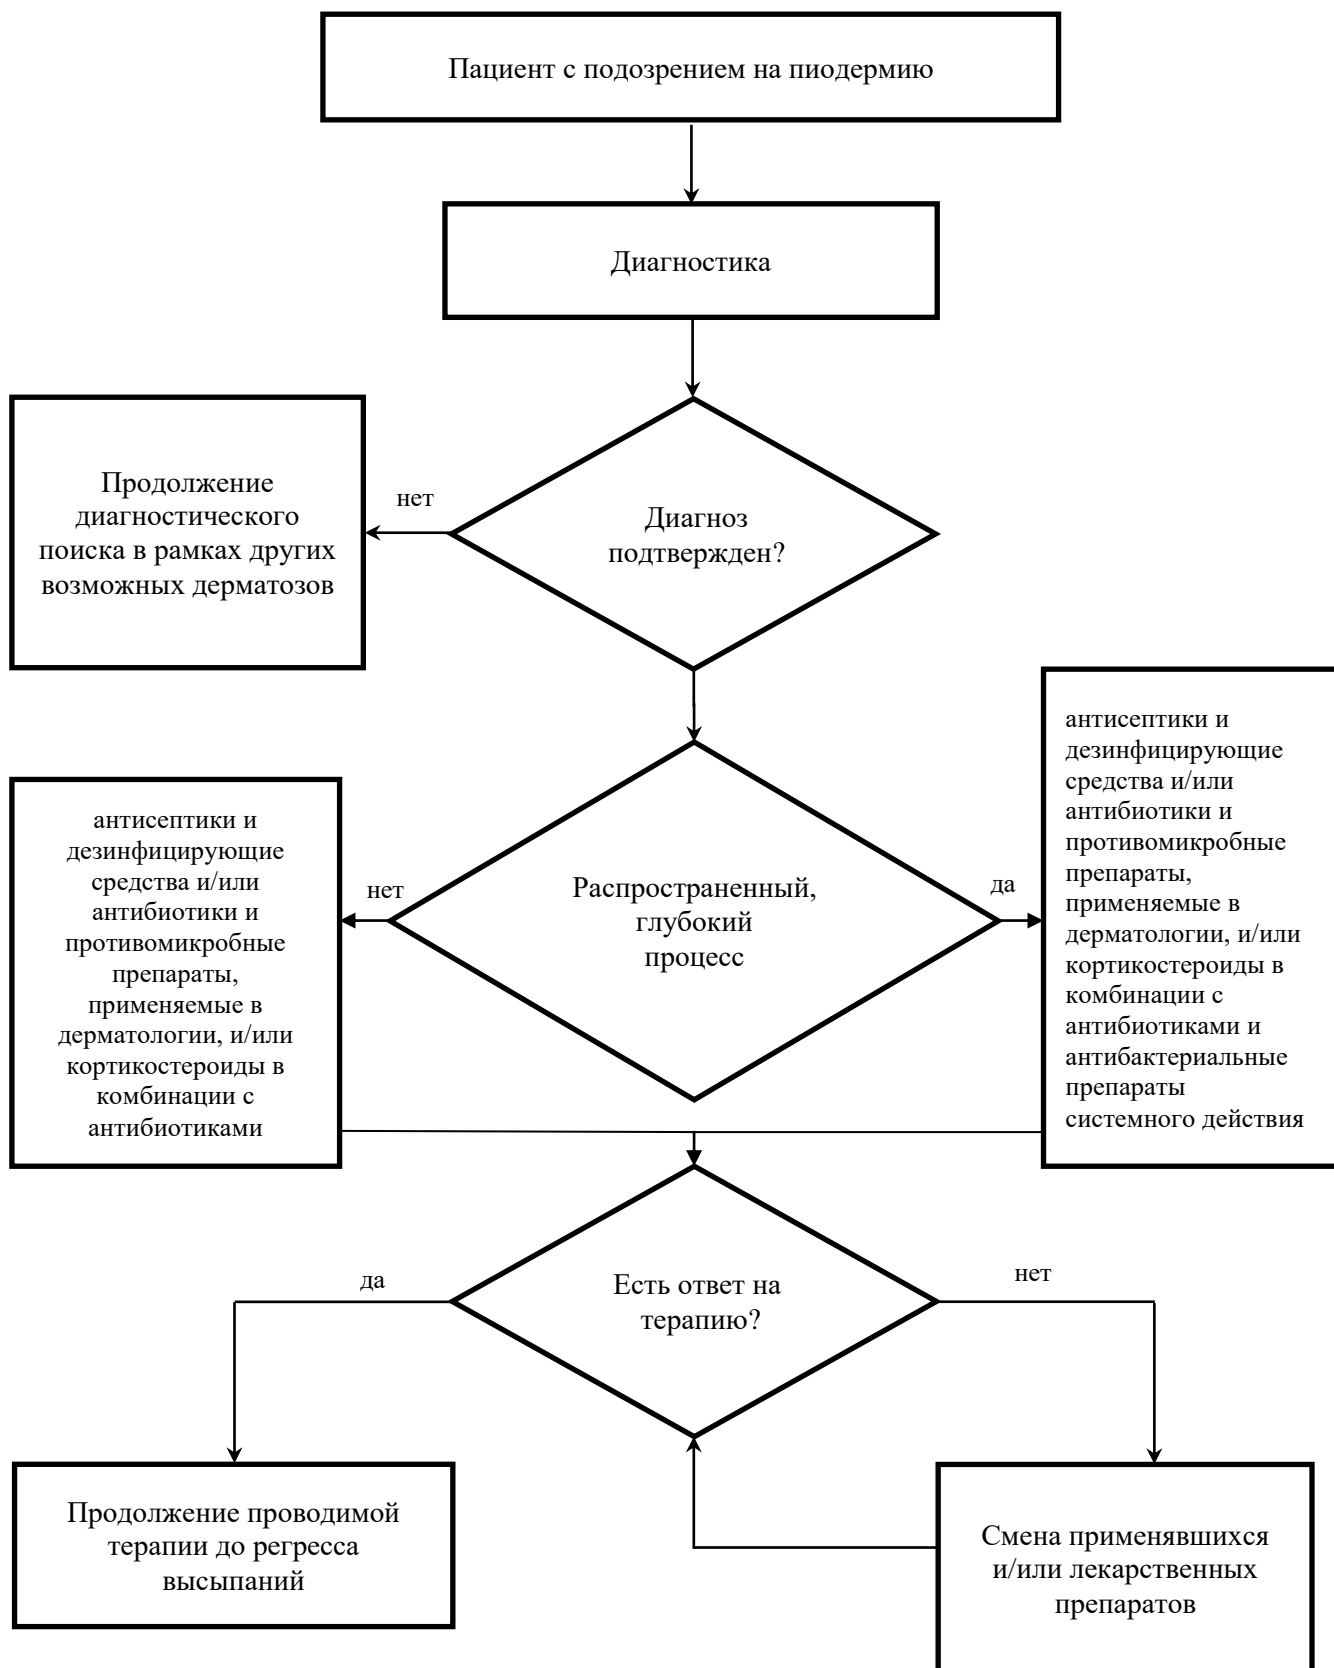 Пациент с подозрением на пиодермию
Диагностика
Продолжение
диагностического
поиска в рамках других
возможных дерматозов
нет
Диагноз
подтвержден?
антисептики и
дезинфицирующие
средства и/или
антибиотики и
противомикробные
препараты,
применяемые в
дерматологии, и/или
кортикостероиды в
комбинации с
антибиотиками
нет
Распространенный,
глубокий
процесс
да
антисептики и
дезинфицирующие
средства и/или
антибиотики и
противомикробные
препараты,
применяемые в
дерматологии, и/или
кортикостероиды в
комбинации с
антибиотиками и
антибактериальные
препараты
системного действия
да
Есть ответ на
терапию?
нет
Продолжение проводимой
терапии до регресса
высыпаний
Смена применявшихся
и/или лекарственных
препаратов